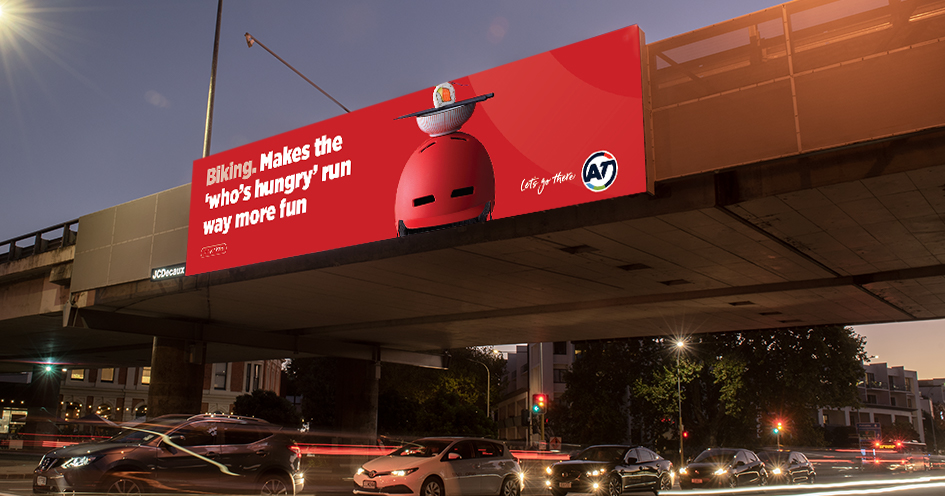 Biking. Makes the
‘who’s hungry’ run
way more fun
Let's go there
AT
JCDecaux